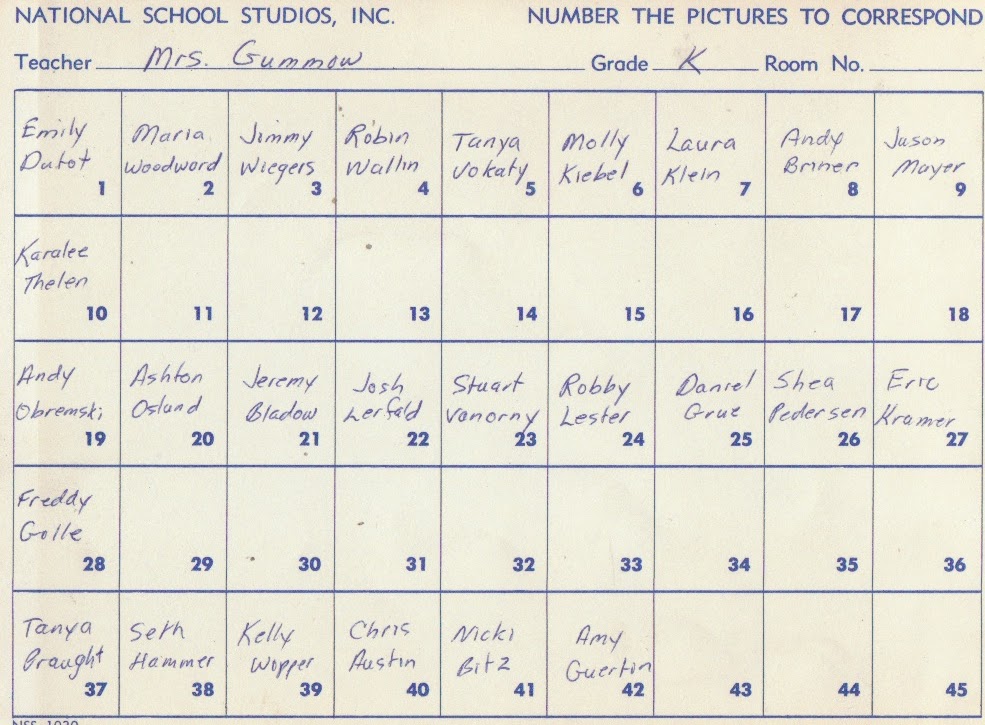 NATIONAL SCHOOL STUDIOS, INC. NUMBER THE PICTURES TO CORRESPOND
Teacher Mrs. Gummow Grade K Room No.
Emily Dutot 1
Maria Woodword 2
Jimmy Wiegers 3
Robin Wallin 4
Tanya Vokaty 5
Molly Kiebel 6
Laura Klein 7
Andy Briner 8
Jason Mayer 9
Karalee Thelen 10
11
12
13
14
15
16
17
18
Andy Obremski 19
Ashton Oslund 20
Jeremy Bladow 21
Josh Lerfald 22
Stuart Vanorny 23
Robby Lester 24
Daniel Grue 25
Shea Pedersen 26
Eric Kramer 27
Freddy Golle 28
29
30
31
32
33
34
35
36
Tanya Praught 37
Seth Hammer 38
Kelly Wopper 39
Chris Austin 40
Nicki Bitz 41
Amy Guertin 42
43
44
45